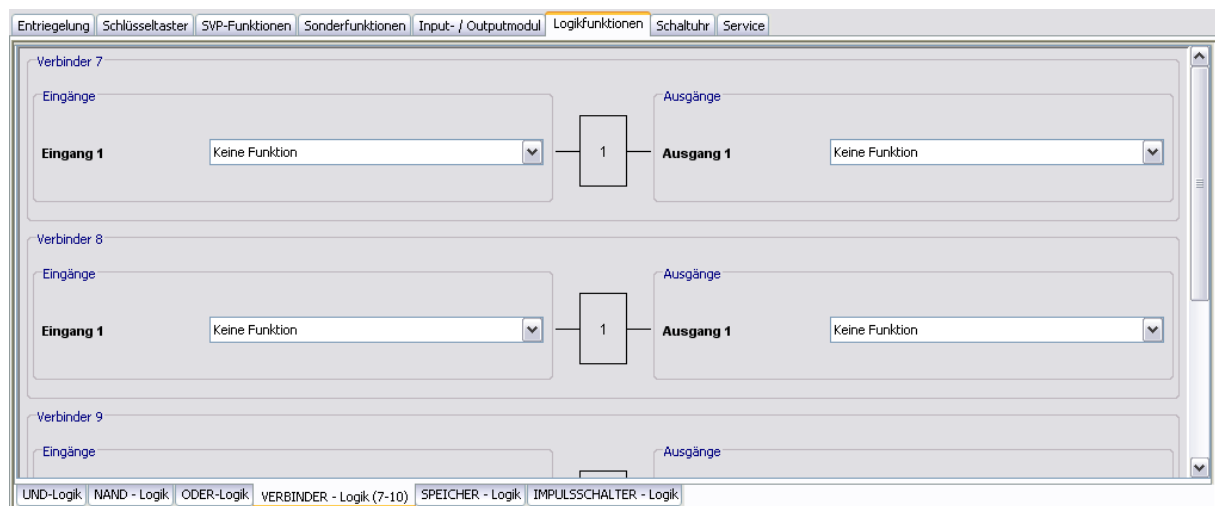 Entriegelung Schlüsseltaster SVP-Funktionen Sonderfunktionen Input- / Outputmodul Logikfunktionen Schaltuhr Service
Verbinder 7
Eingänge Ausgänge
Eingang 1 Keine Funktion 1 Ausgang 1 Keine Funktion
Verbinder 8
Eingänge Ausgänge
Eingang 1 Keine Funktion 1 Ausgang 1 Keine Funktion
Verbinder 9
Eingänge Ausgänge
UND-Logik NAND - Logik ODER-Logik VERBINDER - Logik (7-10) SPEICHER - Logik IMPULSSCHALTER - Logik